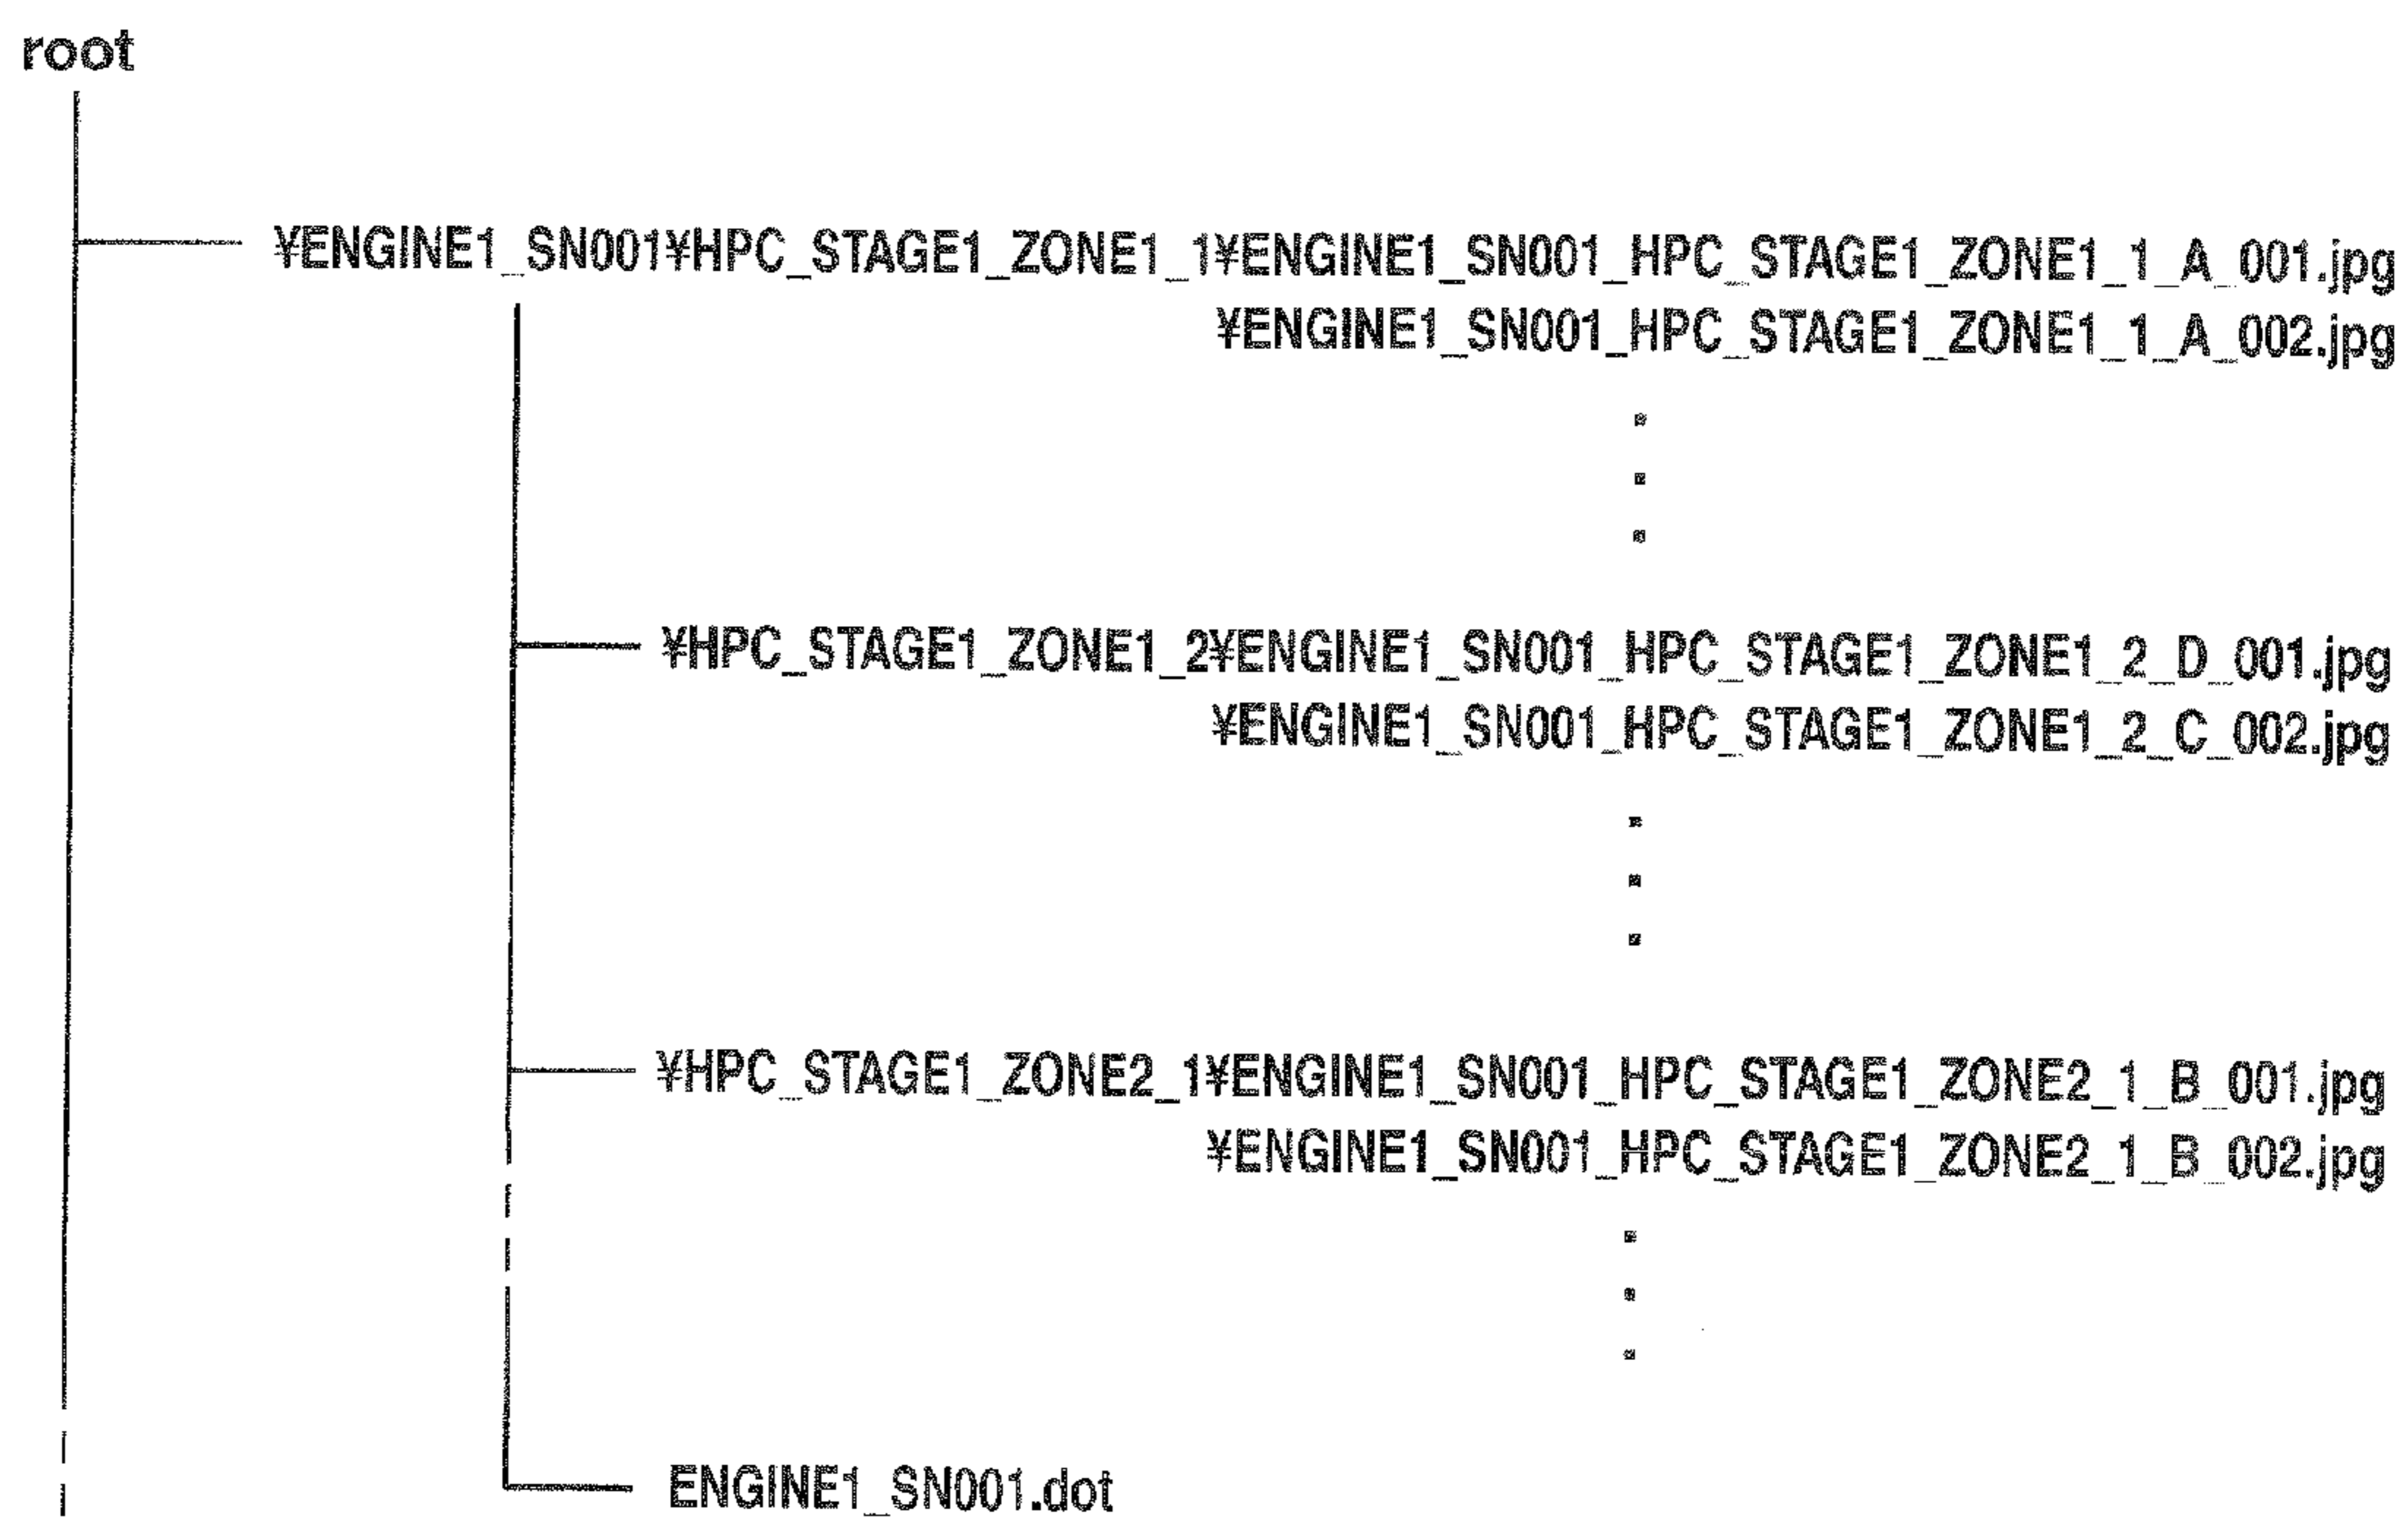 root
¥ENGINE1_SN001¥HPC_STAGE1_ZONE1_1¥ENGINE1_SN001_HPC_STAGE1_ZONE1_1_A_001.jpg
¥ENGINE1_SN001_HPC_STAGE1_ZONE1_1_A_002.jpg
¥HPC_STAGE1_ZONE1_2¥ENGINE1_SN001_HPC_STAGE1_ZONE1_2_D_001.jpg
¥ENGINE1_SN001_HPC_STAGE1_ZONE1_2_C_002.jpg
¥HPC_STAGE1_ZONE2_1¥ENGINE1_SN001_HPC_STAGE1_ZONE2_1_B_001.jpg
¥ENGINE1_SN001_HPC_STAGE1_ZONE2_1_B_002.jpg
ENGINE1_SN001.dot